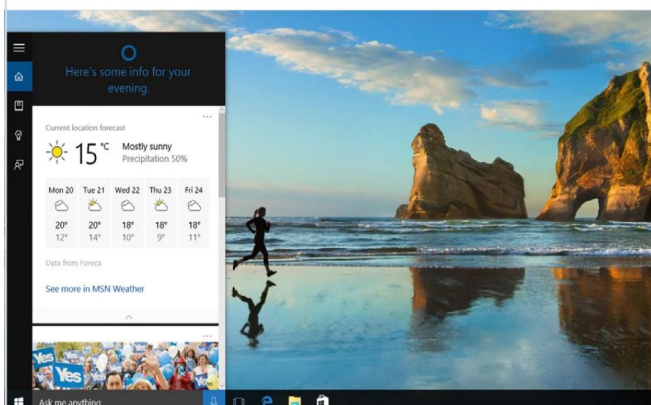 Here's some info for your
evening.
Current location forecast
15 °C
Mostly sunny
Precipitation 50%
Mon 20 Tue 21 Wed 22 Thu 23 Fri 24
20° 20° 18° 18° 18°
12° 14° 10° 9° 11°
Data from Foreca
See more in MSN Weather
Yes
Yes
Ask me anything